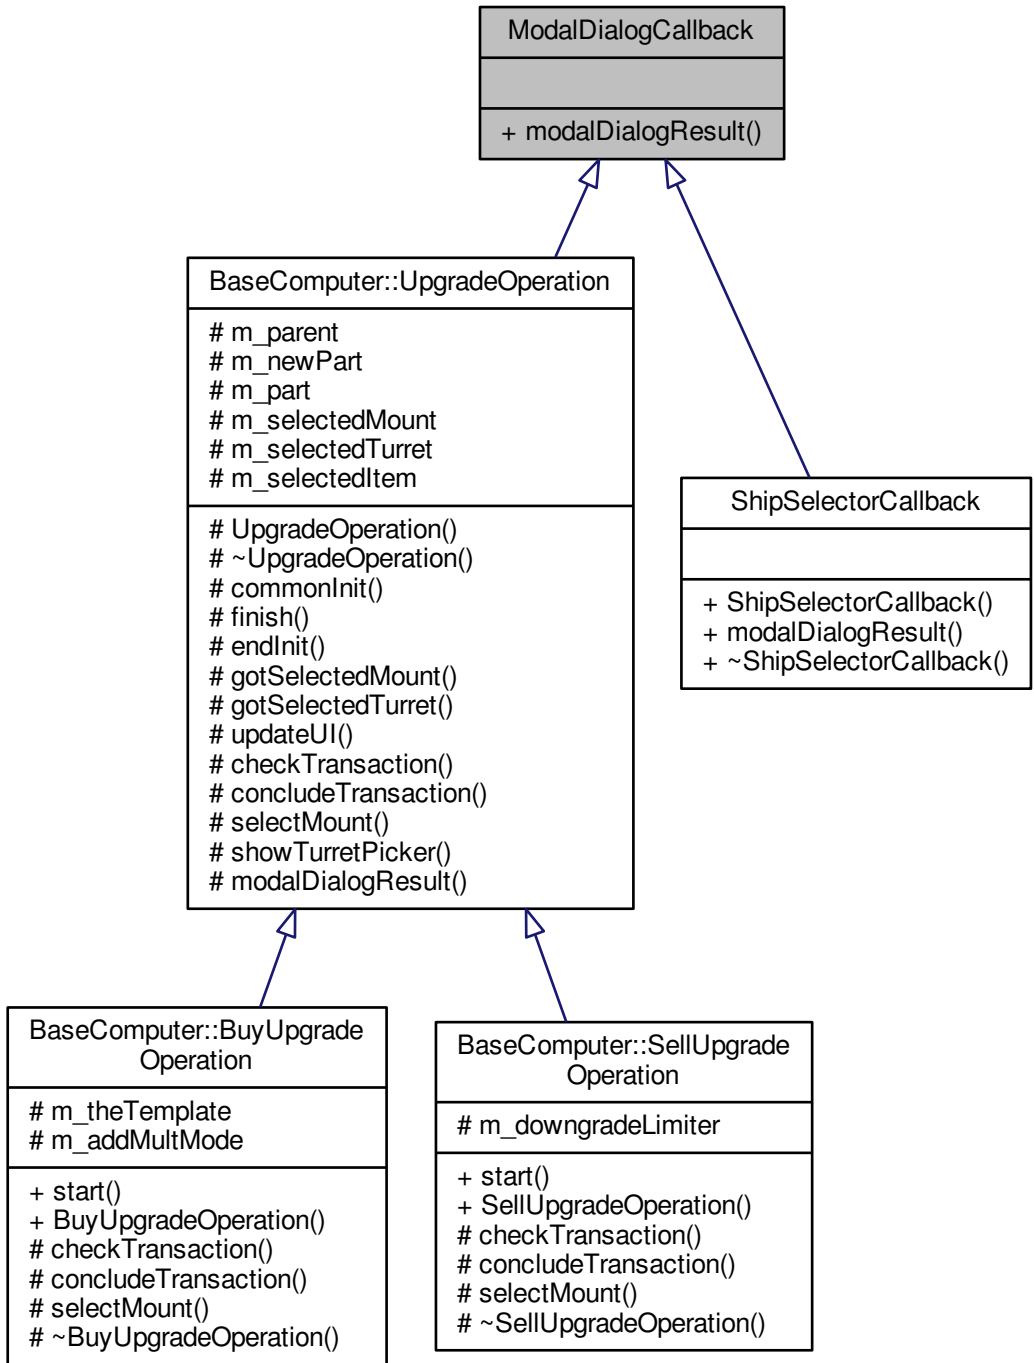 ModalDialogCallback
+ modalDialogResult()
BaseComputer::UpgradeOperation
# m_parent
# m_newPart
# m_part
# m_selectedMount
# m_selectedTurret
# m_selectedItem
# UpgradeOperation()
# ~UpgradeOperation()
# commonInit()
# finish()
# endInit()
# gotSelectedMount()
# gotSelectedTurret()
# updateUI()
# checkTransaction()
# concludeTransaction()
# selectMount()
# showTurretPicker()
# modalDialogResult()
ShipSelectorCallback
+ ShipSelectorCallback()
+ modalDialogResult()
+ ~ShipSelectorCallback()
BaseComputer::BuyUpgrade
Operation
# m_theTemplate
# m_addMultMode
+ start()
+ BuyUpgradeOperation()
# checkTransaction()
# concludeTransaction()
# selectMount()
# ~BuyUpgradeOperation()
BaseComputer::SellUpgrade
Operation
# m_downgradeLimiter
+ start()
+ SellUpgradeOperation()
# checkTransaction()
# concludeTransaction()
# selectMount()
# ~SellUpgradeOperation()